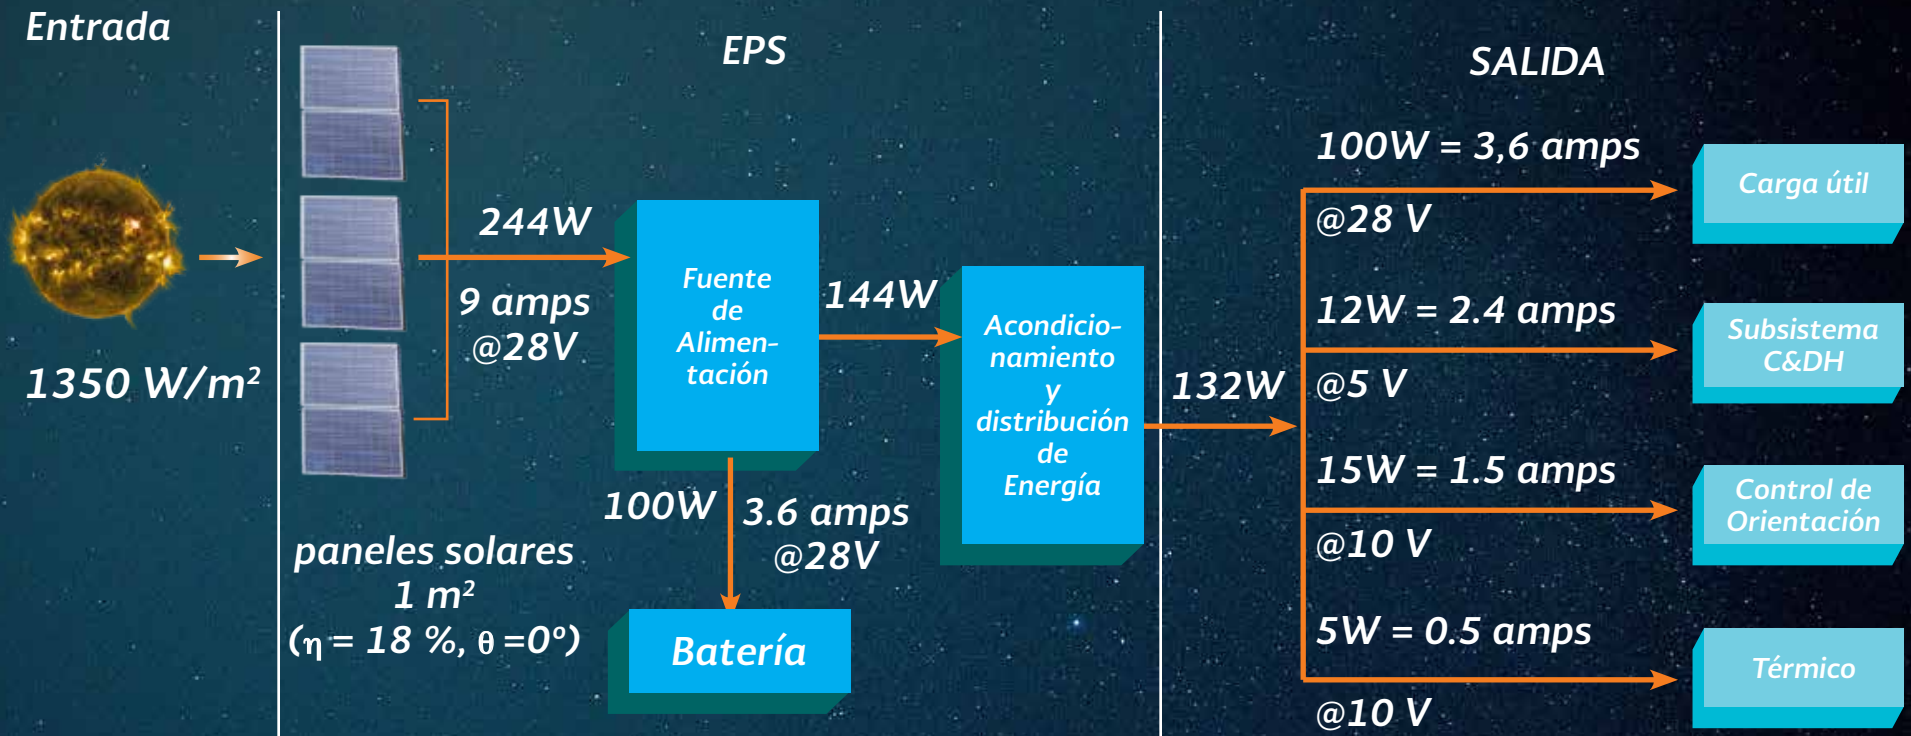 Entrada
EPS
SALIDA
1350 W/m²
244W
9 amps
@28V
paneles solares
1 m²
(η = 18 %, θ =0º)
Fuente
de
Alimen-
tación
100W
3.6 amps
@28V
Batería
144W
Acondicio-
namiento
y
distribución
de
Energía
132W
100W = 3,6 amps
@28 V
Carga útil
12W = 2.4 amps
@5 V
Subsistema
C&DH
15W = 1.5 amps
@10 V
Control de
Orientación
5W = 0.5 amps
@10 V
Térmico